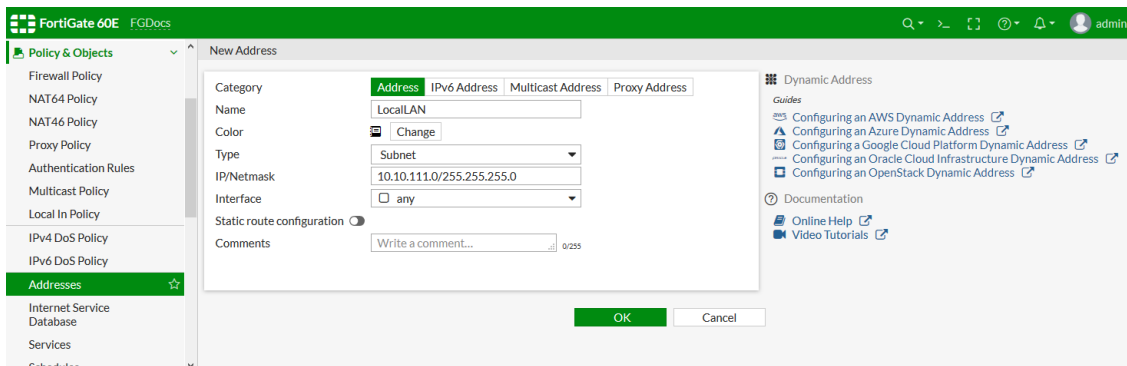 FortiGate 60E FGDocs admin
Policy & Objects
Firewall Policy
NAT64 Policy
NAT46 Policy
Proxy Policy
Authentication Rules
Multicast Policy
Local In Policy
IPv4 DoS Policy
IPv6 DoS Policy
Addresses
Internet Service
Database
Services
New Address
Category Address IPv6 Address Multicast Address Proxy Address
Name LocalLAN
Color Change
Type Subnet
IP/Netmask 10.10.111.0/255.255.255.0
Interface any
Static route configuration
Comments Write a comment... 0/255
OK Cancel
Dynamic Address
Guides
aws Configuring an AWS Dynamic Address
Configuring an Azure Dynamic Address
Configuring a Google Cloud Platform Dynamic Address
Configuring an Oracle Cloud Infrastructure Dynamic Address
Configuring an OpenStack Dynamic Address
Documentation
Online Help
Video Tutorials